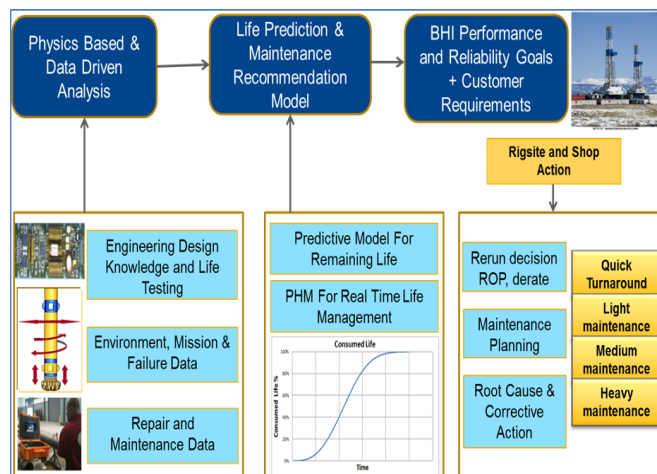 Physics Based &
Data Driven
Analysis
Life Prediction &
Maintenance
Recommendation
Model
BHI Performance
and Reliability Goals
+ Customer
Requirements
Rigsite and Shop
Action
Engineering Design
Knowledge and Life
Testing
Environment, Mission &
Failure Data
Repair and
Maintenance Data
Predictive Model For
Remaining Life
PHM For Real Time Life
Management
Consumed Life
Consumed Life %
100%
80%
60%
40%
20%
0%
Time
Rerun decision
ROP, derate
Maintenance
Planning
Root Cause &
Corrective
Action
Quick
Turnaround
Light
maintenance
Medium
maintenance
Heavy
maintenance